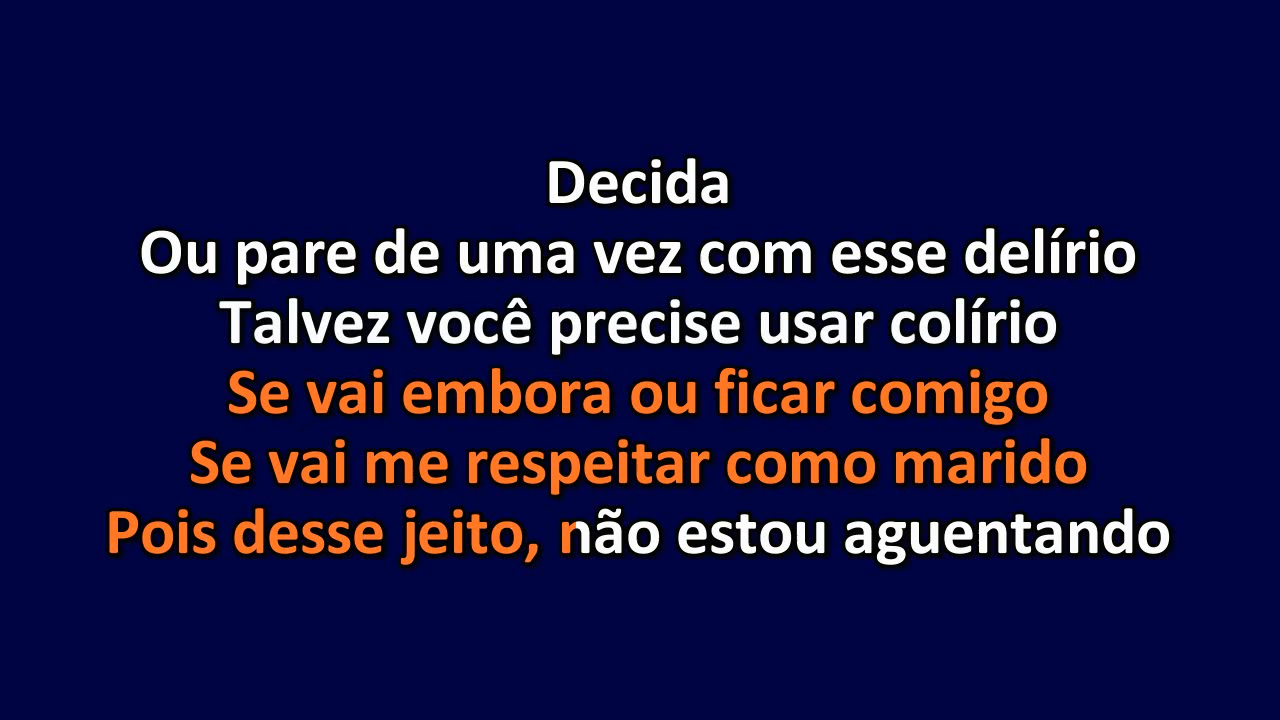 Decida
Ou pare de uma vez com esse delírio
Talvez você precise usar colírio
Se vai embora ou ficar comigo
Se vai me respeitar como marido
Pois desse jeito, não estou aguentando